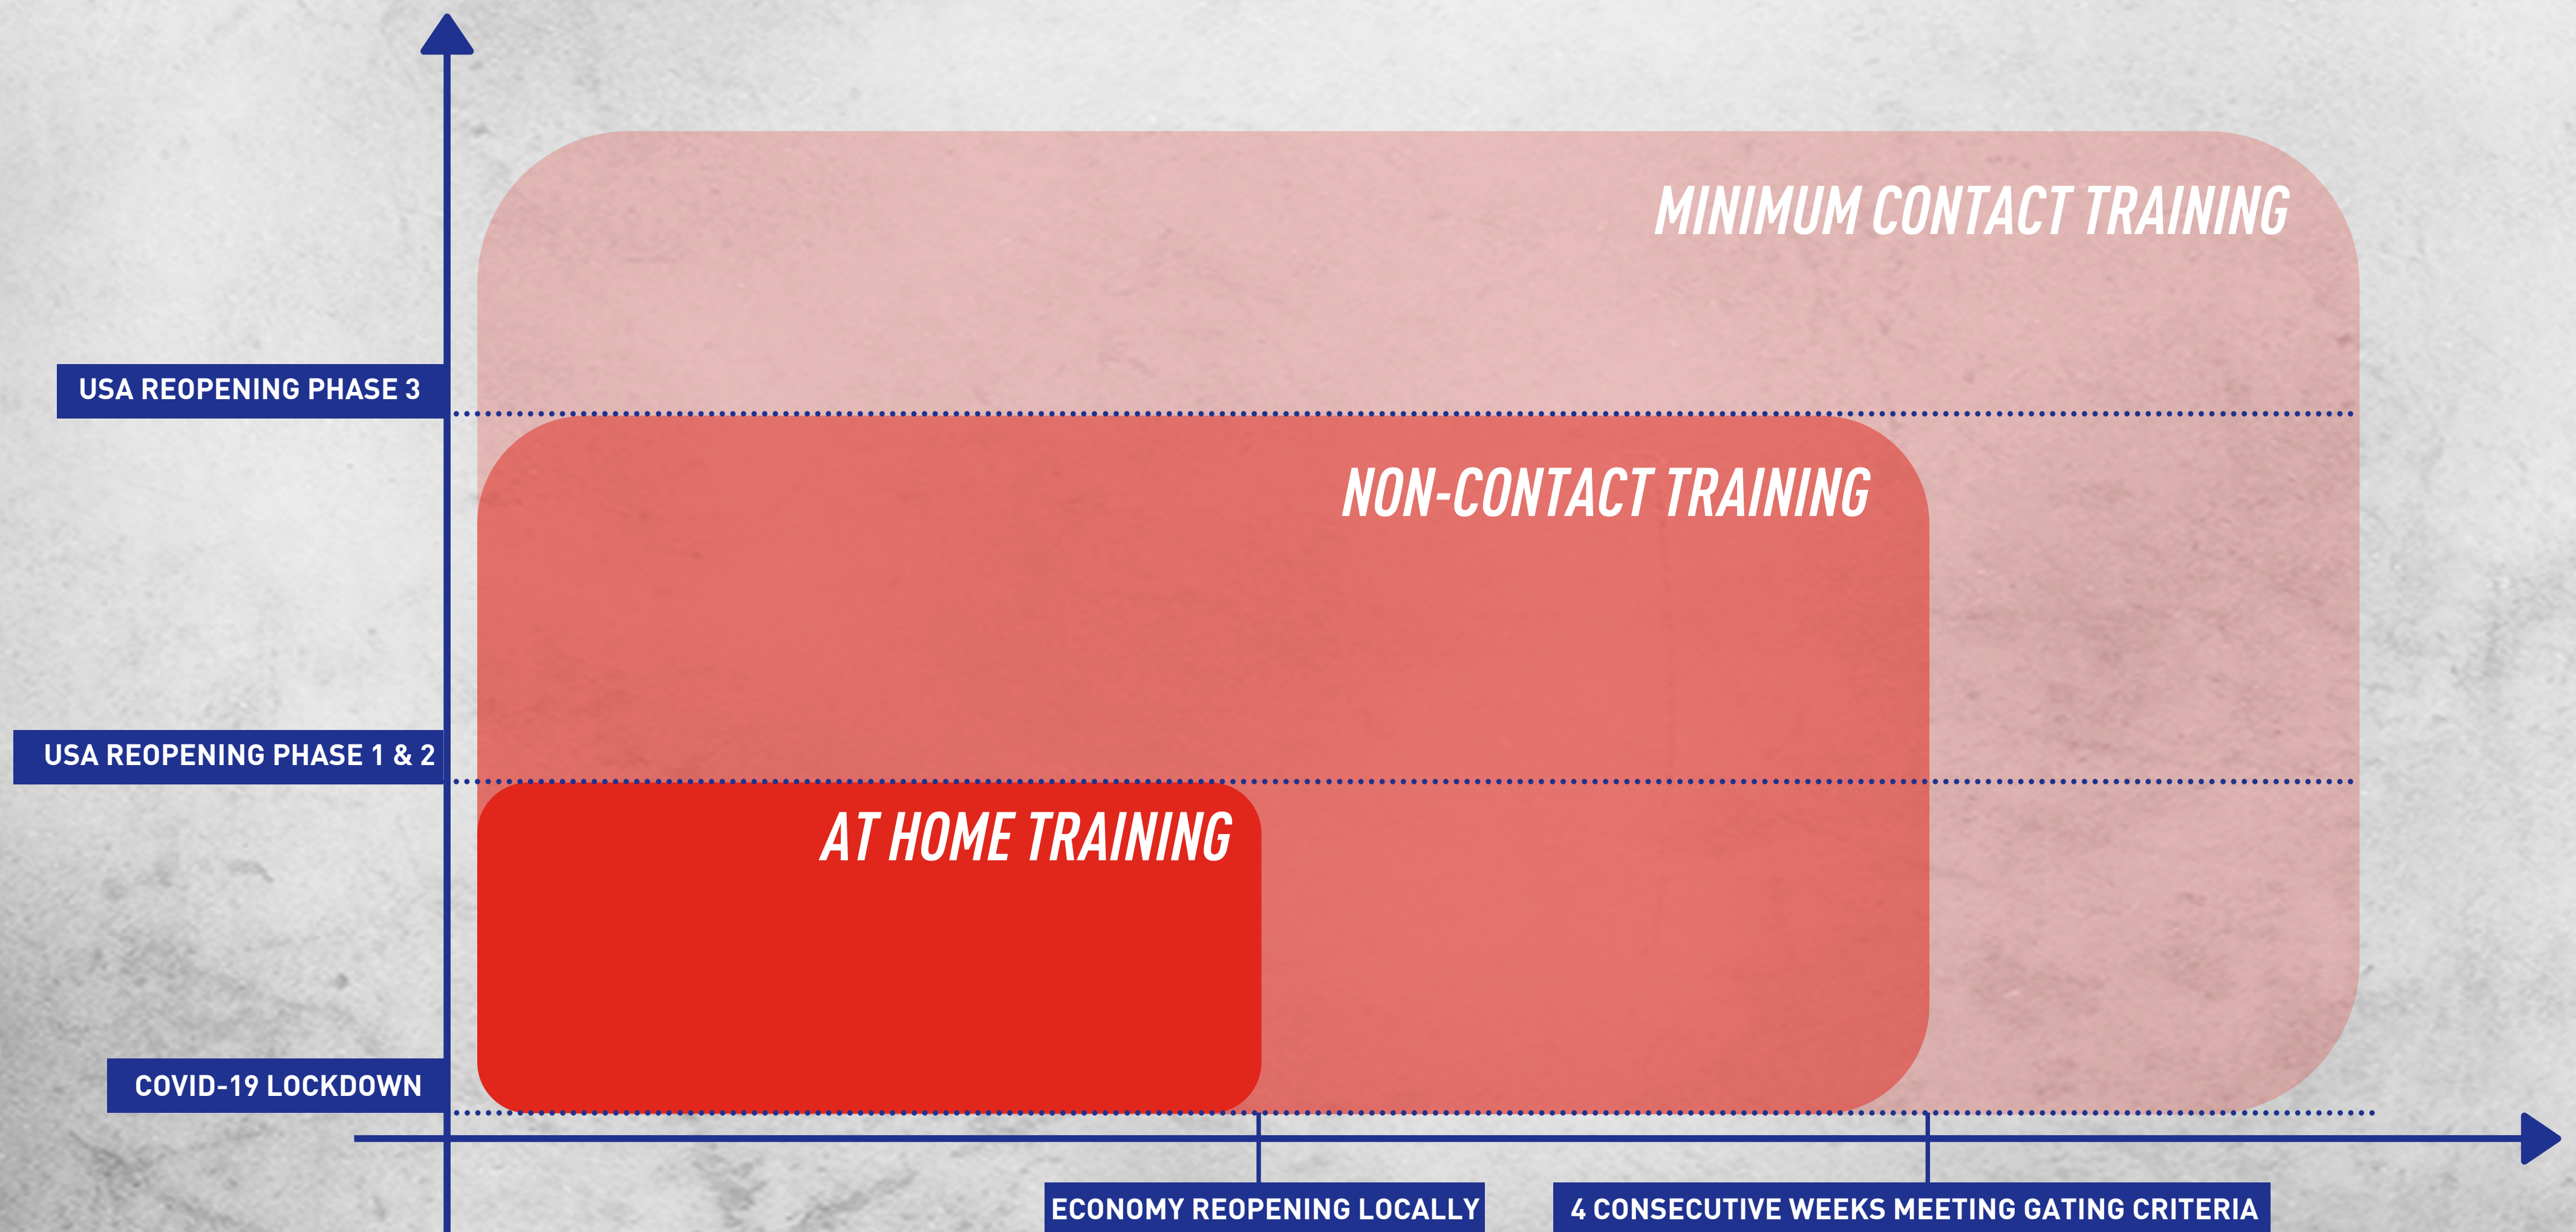 MINIMUM CONTACT TRAINING
USA REOPENING PHASE 3
NON-CONTACT TRAINING
USA REOPENING PHASE 1 & 2
AT HOME TRAINING
COVID-19 LOCKDOWN
ECONOMY REOPENING LOCALLY
4 CONSECUTIVE WEEKS MEETING GATING CRITERIA